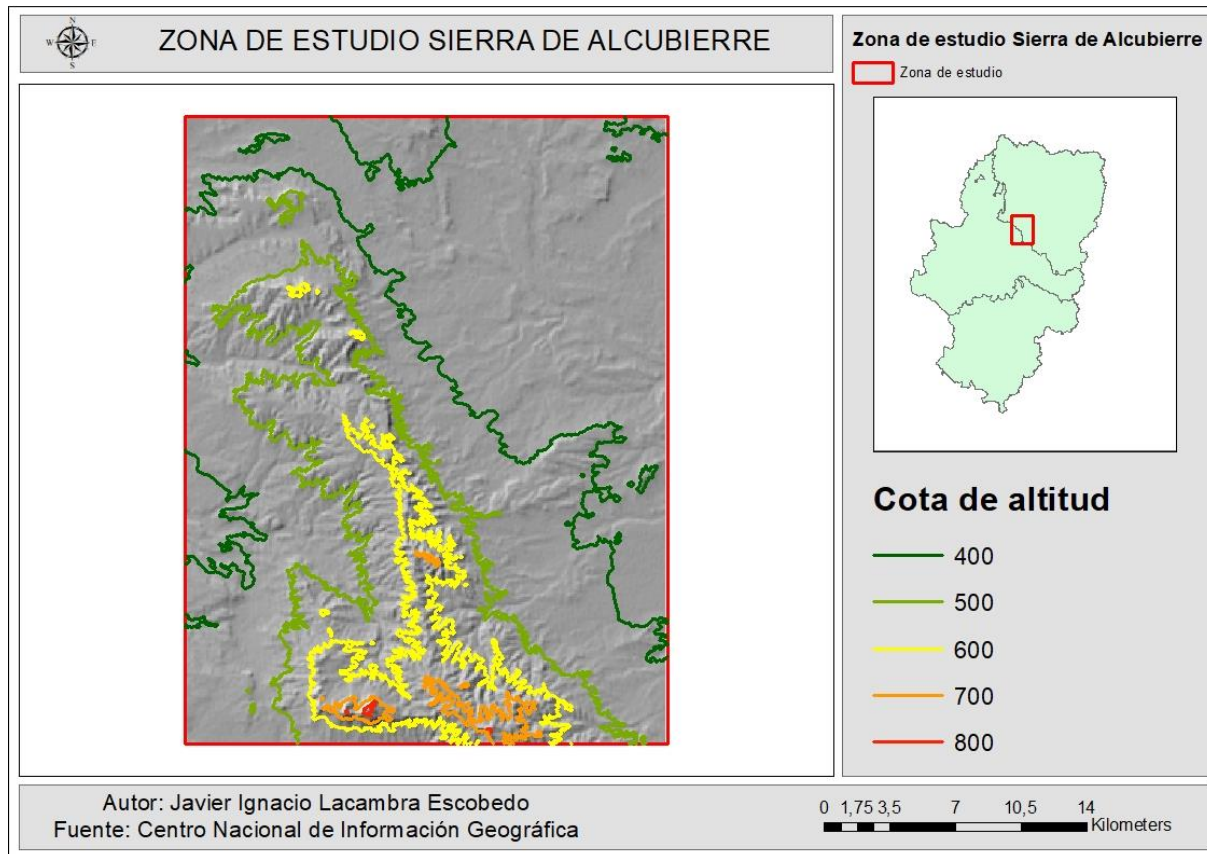 N
W E
S
ZONA DE ESTUDIO SIERRA DE ALCUBIERRE
Zona de estudio Sierra de Alcubierre
Zona de estudio
Cota de altitud
400
500
600
700
800
Autor: Javier Ignacio Lacambra Escobedo
Fuente: Centro Nacional de Información Geográfica
0 1,75 3,5 7 10,5 14
Kilometers